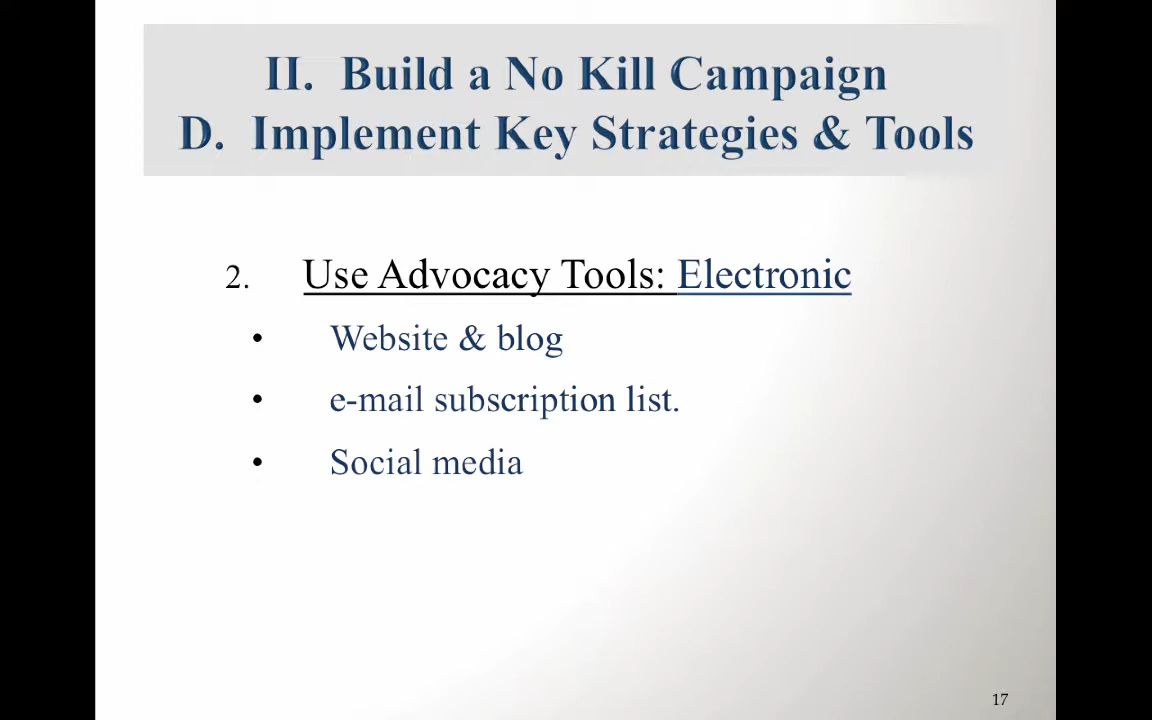 II. Build a No Kill Campaign
D. Implement Key Strategies & Tools
2. Use Advocacy Tools: Electronic
• Website & blog
• e-mail subscription list.
• Social media
17